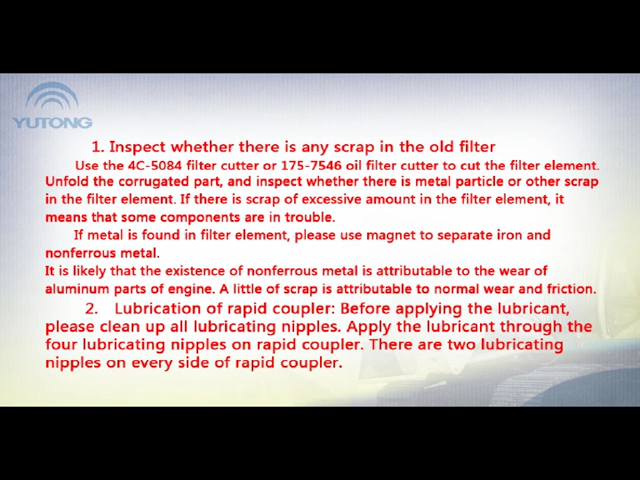 YUTONG
1. Inspect whether there is any scrap in the old filter
Use the 4C-5084 filter cutter or 175-7546 oil filter cutter to cut the filter element.
Unfold the corrugated part, and inspect whether there is metal particle or other scrap
in the filter element. If there is scrap of excessive amount in the filter element, it
means that some components are in trouble.
If metal is found in filter element, please use magnet to separate iron and
nonferrous metal.
It is likely that the existence of nonferrous metal is attributable to the wear of
aluminum parts of engine. A little of scrap is attributable to normal wear and friction.
2. Lubrication of rapid coupler: Before applying the lubricant,
please clean up all lubricating nipples. Apply the lubricant through the
four lubricating nipples on rapid coupler. There are two lubricating
nipples on every side of rapid coupler.